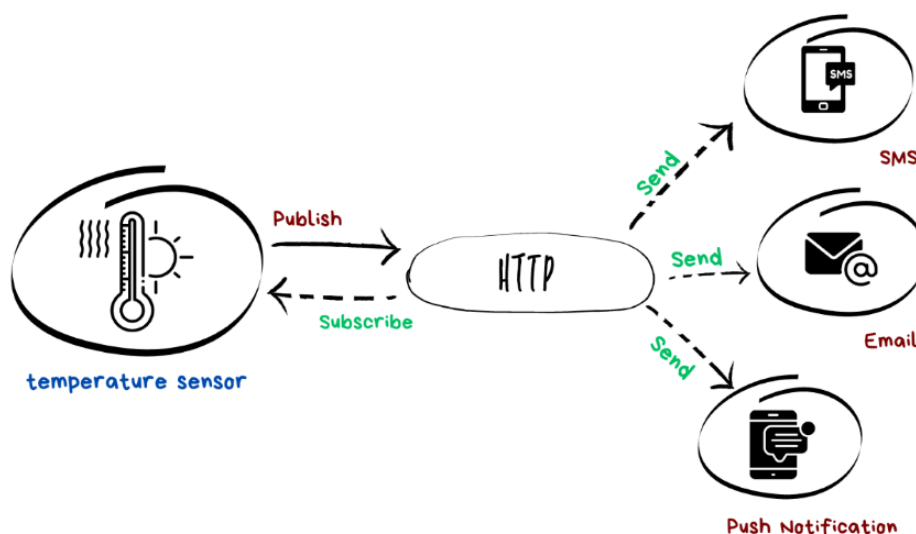 SMS
SMS
Send
Publish
HTTP
Send
Subscribe
Email
Send
temperature sensor
Push Notification